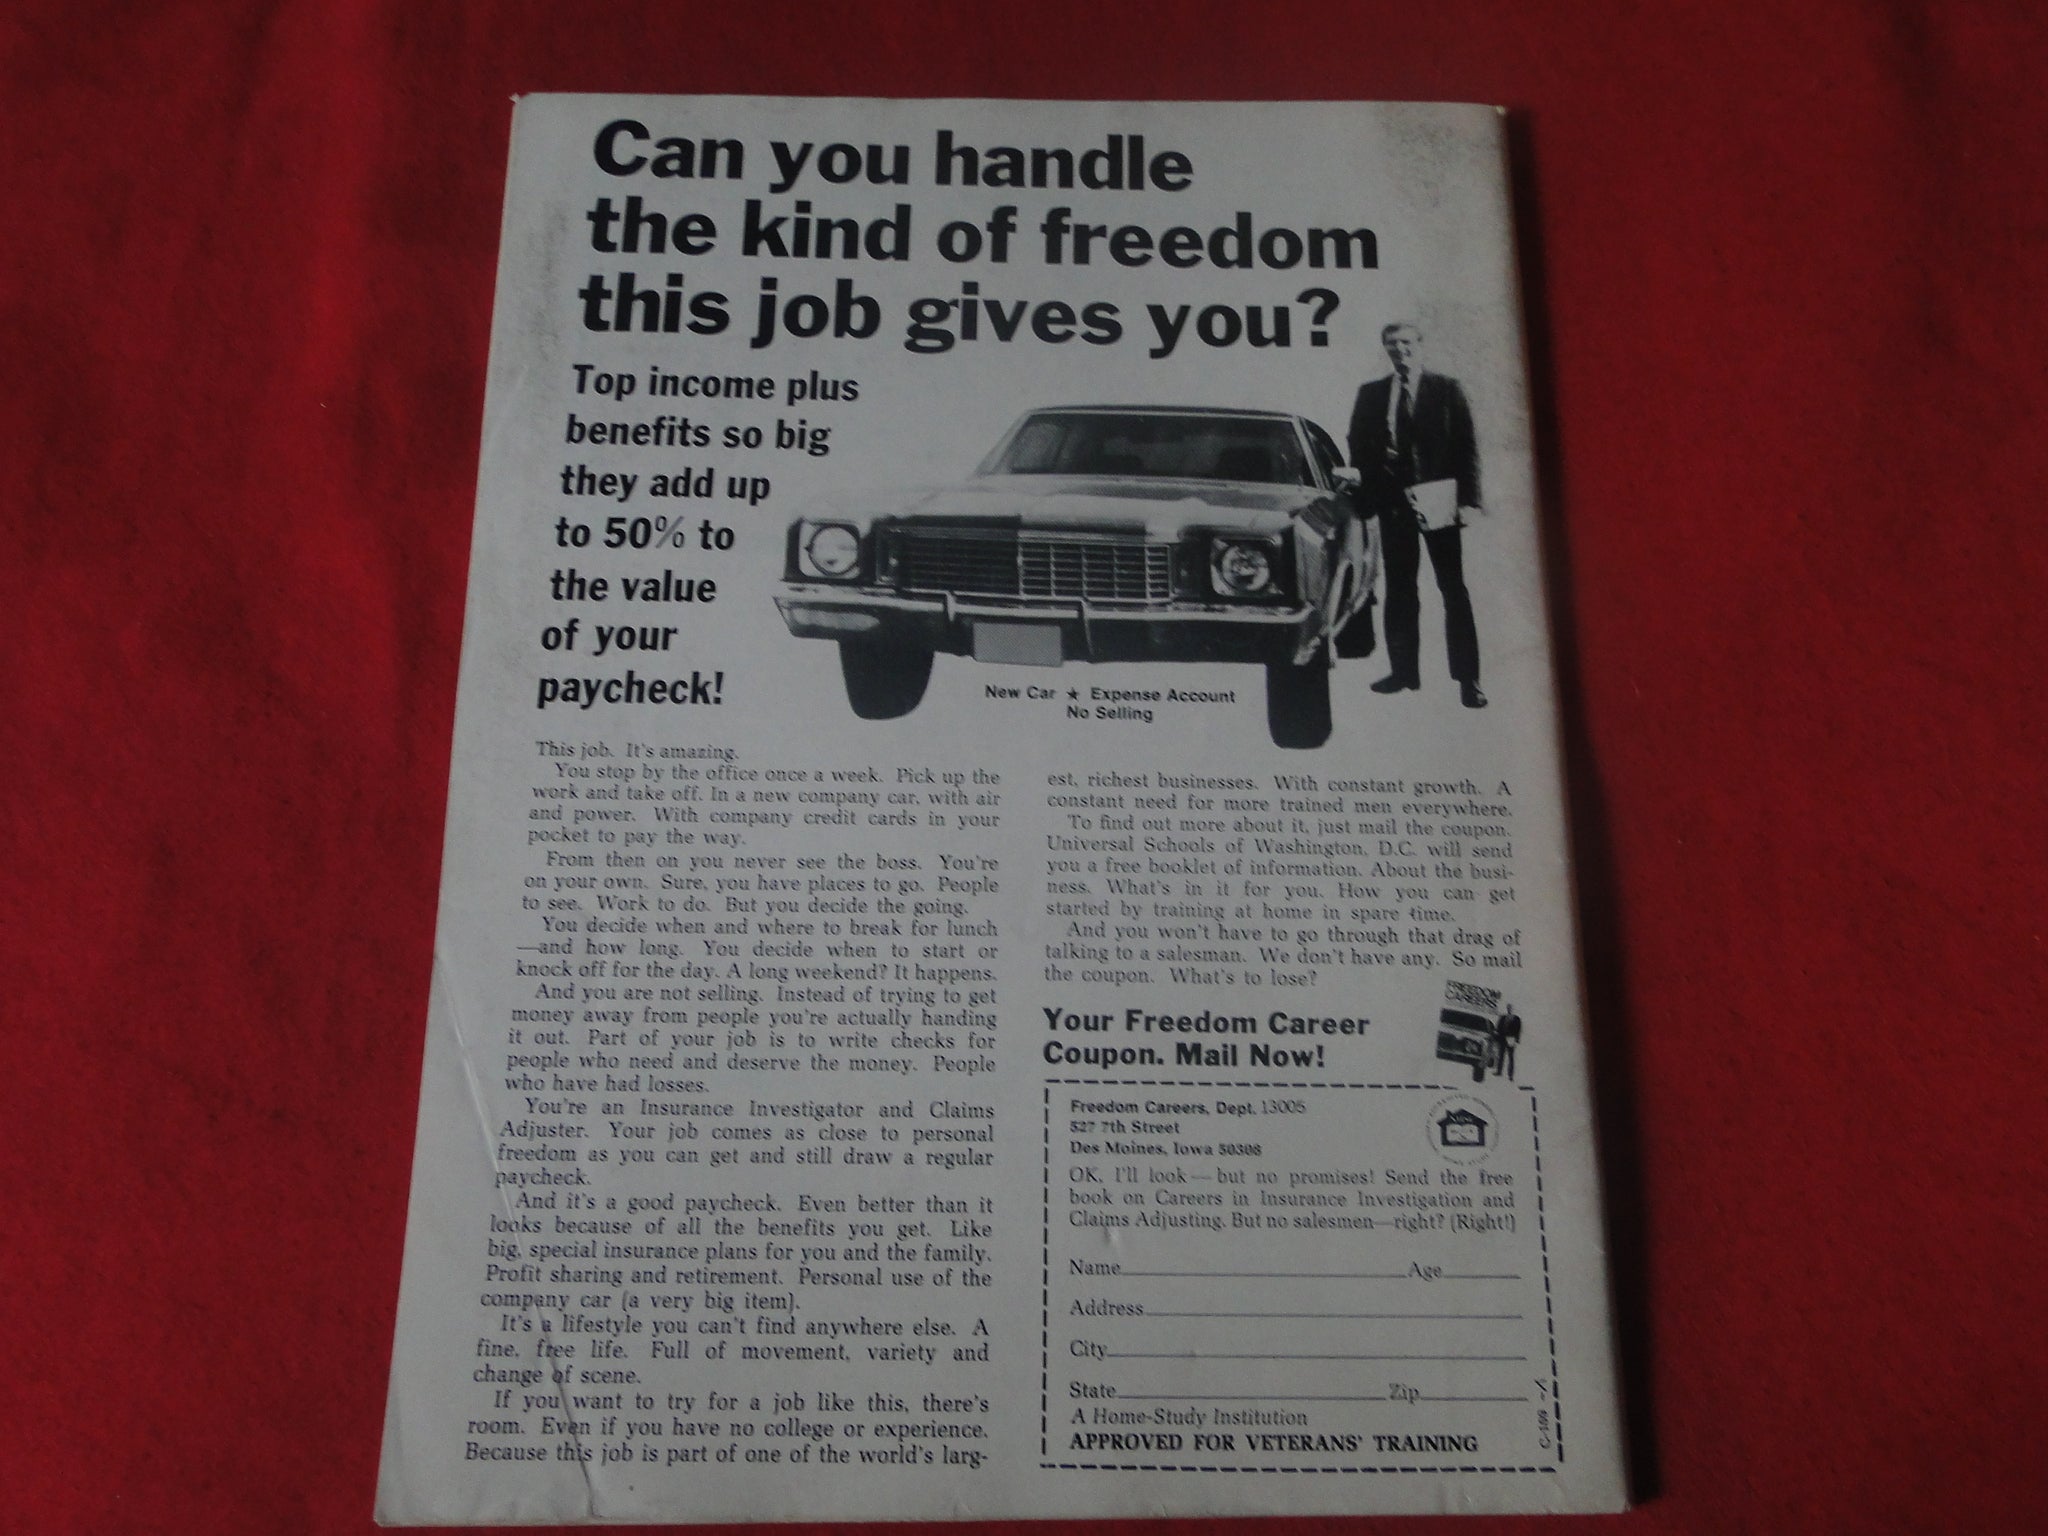 Can you handle
the kind of freedom
this job gives you?
Top income plus
benefits so big
they add up
to 50% to
the value
of your
paycheck!
New Car ★ Expense Account
No Selling
This job. It's amazing.
You stop by the office once a week. Pick up the
work and take off. In a new company car, with air
and power. With company credit cards in your
pocket to pay the way.
From then on you never see the boss. You're
on your own. Sure, you have places to go. People
to see. Work to do. But you decide the going.
You decide when and where to break for lunch
—and how long. You decide when to start or
knock off for the day. A long weekend? It happens.
And you are not selling. Instead of trying to get
money away from people you're actually handing
it out. Part of your job is to write checks for
people who need and deserve the money. People
who have had losses.
You're an Insurance Investigator and Claims
Adjuster. Your job comes as close to personal
freedom as you can get and still draw a regular
paycheck.
And it's a good paycheck. Even better than it
looks because of all the benefits you get. Like
big, special insurance plans for you and the family.
Profit sharing and retirement. Personal use of the
company car (a very big item).
It's a lifestyle you can't find anywhere else. A
fine, free life. Full of movement, variety and
change of scene.
If you want to try for a job like this, there's
room. Even if you have no college or experience.
Because this job is part of one of the world's larg-
est, richest businesses. With constant growth. A
constant need for more trained men everywhere.
To find out more about it, just mail the coupon.
Universal Schools of Washington, D.C. will send
you a free booklet of information. About the busi-
ness. What's in it for you. How you can get
started by training at home in spare time.
And you won't have to go through that drag of
talking to a salesman. We don't have any. So mail
the coupon. What's to lose?
FREEDOM
CAREERS
Your Freedom Career
Coupon. Mail Now!
Freedom Careers, Dept. 13005
527 7th Street
Des Moines, Iowa 50308
OK, I'll look—but no promises! Send the free
book on Careers in Insurance Investigation and
Claims Adjusting. But no salesmen—right? (Right!)
Name Age
Address
City
State Zip
A Home-Study Institution
APPROVED FOR VETERANS' TRAINING